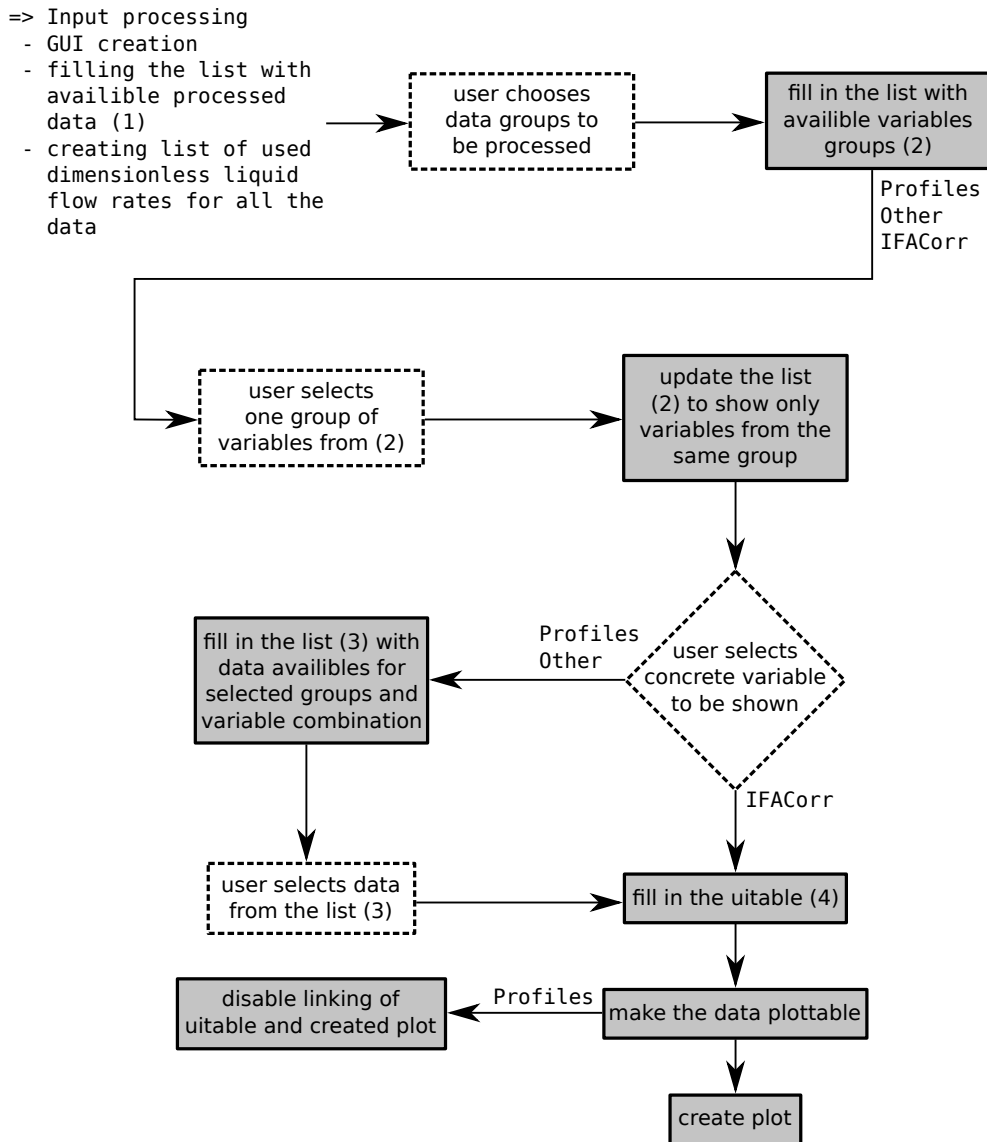 => Input processing
- GUI creation
- filling the list with
availible processed
data (1)
- creating list of used
dimensionless liquid
flow rates for all the
data
user chooses
data groups to
be processed
fill in the list with
availible variables
groups (2)
Profiles
Other
IFACorr
user selects
one group of
variables from (2)
update the list
(2) to show only
variables from the
same group
user selects
concrete variable
to be shown
Profiles
Other
fill in the list (3) with
data availibles for
selected groups and
variable combination
IFACorr
user selects data
from the list (3)
fill in the uitable (4)
make the data plottable
Profiles
disable linking of
uitable and created plot
create plot